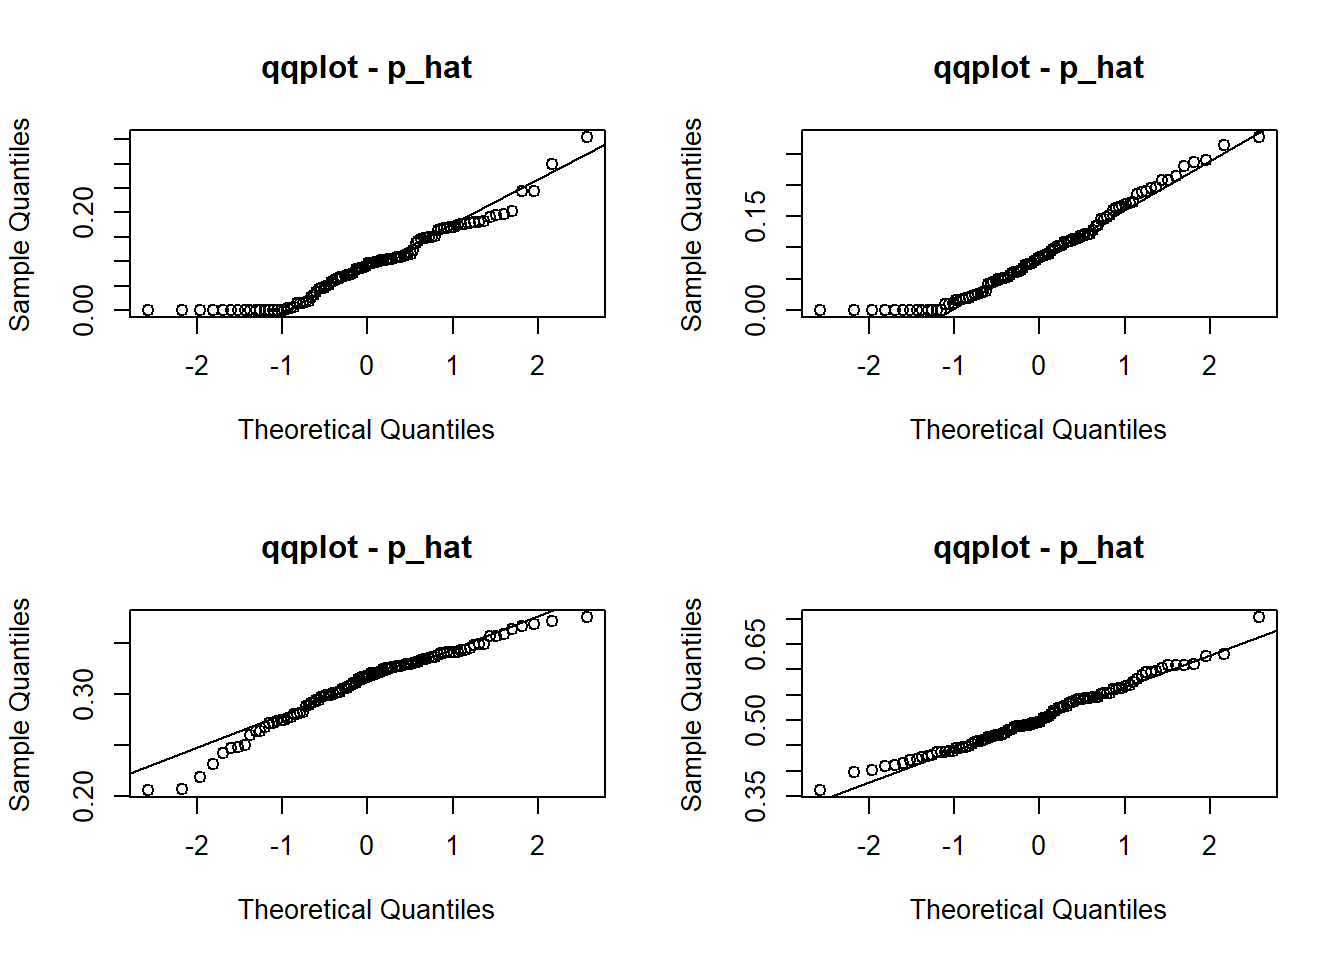 qqplot - p_hat
Sample Quantiles
0.00 0.20
-2 -1 0 1 2
Theoretical Quantiles
qqplot - p_hat
Sample Quantiles
0.00 0.15
-2 -1 0 1 2
Theoretical Quantiles
qqplot - p_hat
Sample Quantiles
0.20 0.30
-2 -1 0 1 2
Theoretical Quantiles
qqplot - p_hat
Sample Quantiles
0.35 0.50 0.65
-2 -1 0 1 2
Theoretical Quantiles